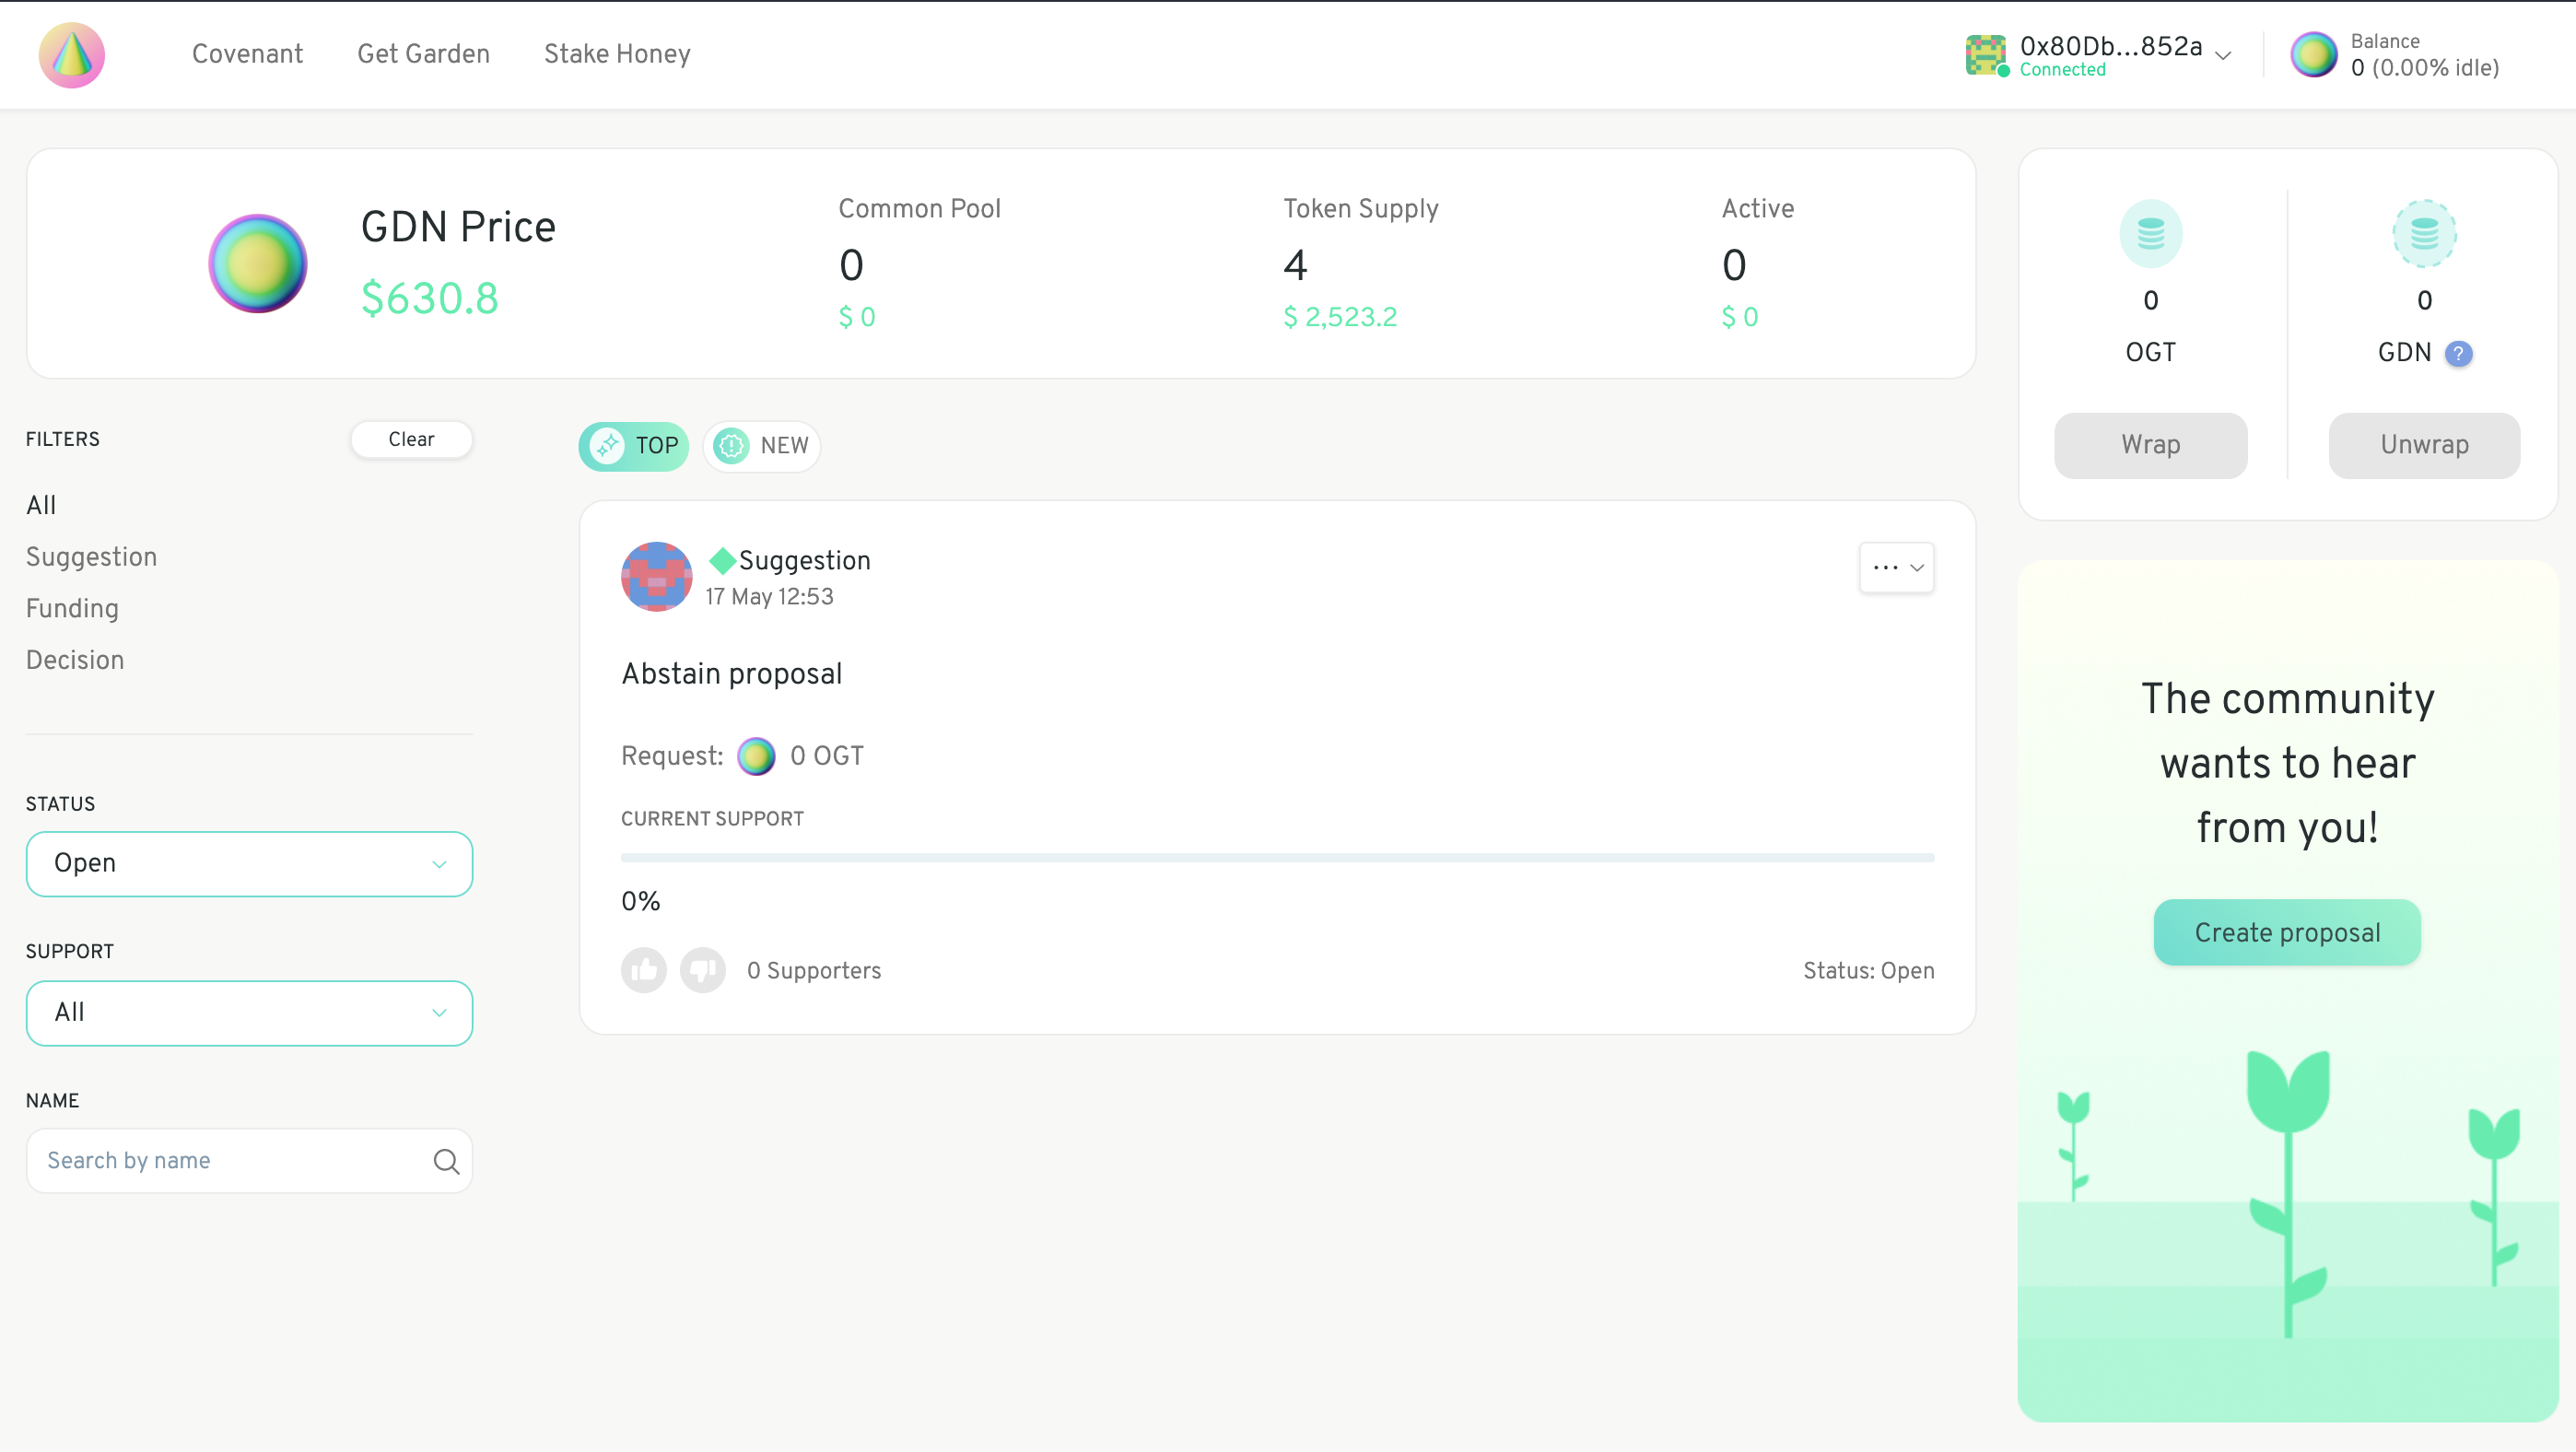 Covenant
Get Garden
Stake Honey
0x80Db...852a
Connected
Balance
0 (0.00% idle)
GDN Price
$630.8
Common Pool
0
$ 0
Token Supply
4
$ 2,523.2
Active
0
$ 0
0
OGT
Wrap
0
GDN ?
Unwrap
FILTERS
Clear
All
Suggestion
Funding
Decision
STATUS
Open
SUPPORT
All
NAME
Search by name
TOP
NEW
Suggestion
17 May 12:53
Abstain proposal
Request: 0 OGT
CURRENT SUPPORT
0%
0 Supporters
Status: Open
The community
wants to hear
from you!
Create proposal